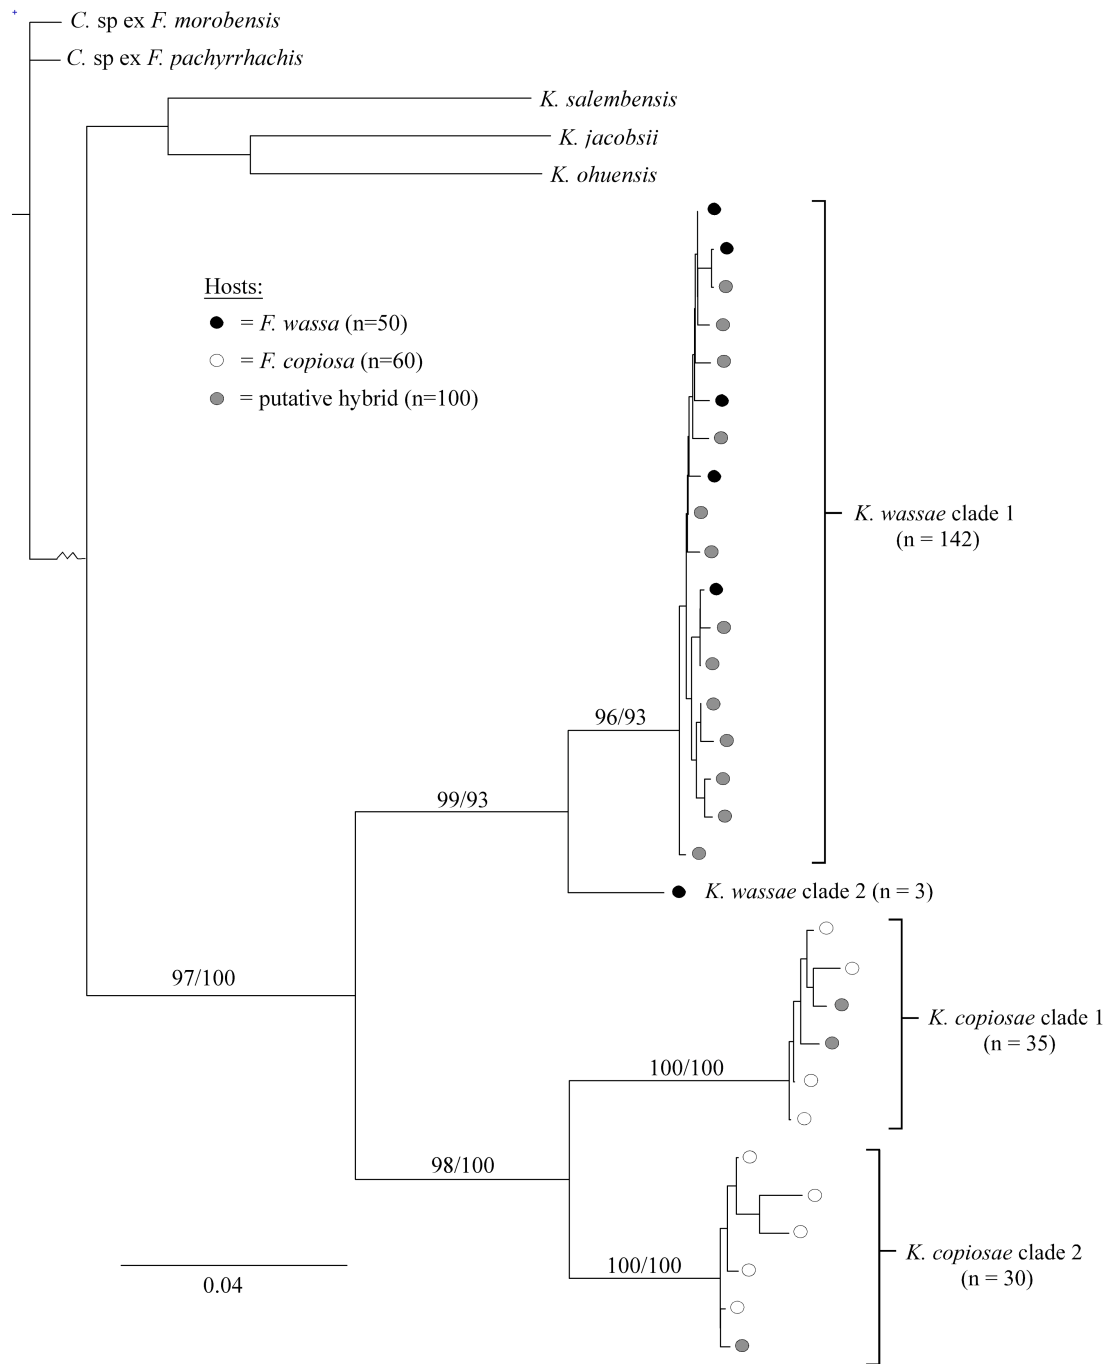 C. sp ex F. morobensis
C. sp ex F. pachyrrhachis
K. salembensis
K. jacobsii
K. ohuensis
Hosts:
= F. wassa (n=50)
= F. copiosa (n=60)
= putative hybrid (n=100)
K. wassae clade 1
(n = 142)
96/93
99/93
K. wassae clade 2 (n = 3)
97/100
K. copiosae clade 1
(n = 35)
100/100
98/100
K. copiosae clade 2
(n = 30)
100/100
0.04